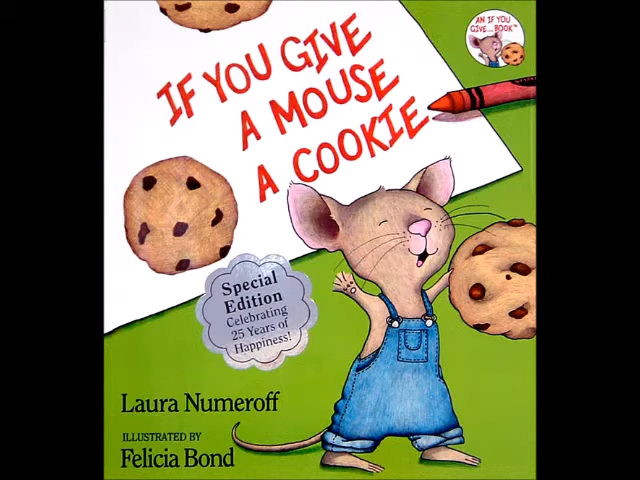 AN IF YOU
GIVE... BOOK™
IF YOU GIVE
A MOUSE
A COOKIE
Special
Edition
Celebrating
25 Years of
Happiness!
Laura Numeroff
ILLUSTRATED BY
Felicia Bond